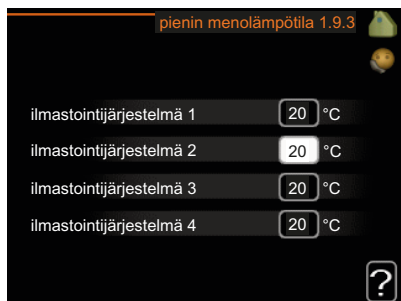 pienin menolämpötila 1.9.3
ilmastointijärjestelmä 1 20 °C
ilmastointijärjestelmä 2 20 °C
ilmastointijärjestelmä 3 20 °C
ilmastointijärjestelmä 4 20 °C
?